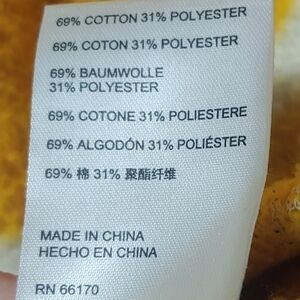 69% COTTON 31% POLYESTER
69% COTON 31% POLYESTER
69% BAUMWOLLE
31% POLYESTER
69% COTONE 31% POLIESTERE
69% ALGODÓN 31% POLIÉSTER
69% 棉 31% 聚酯纤维
MADE IN CHINA
HECHO EN CHINA
RN 66170